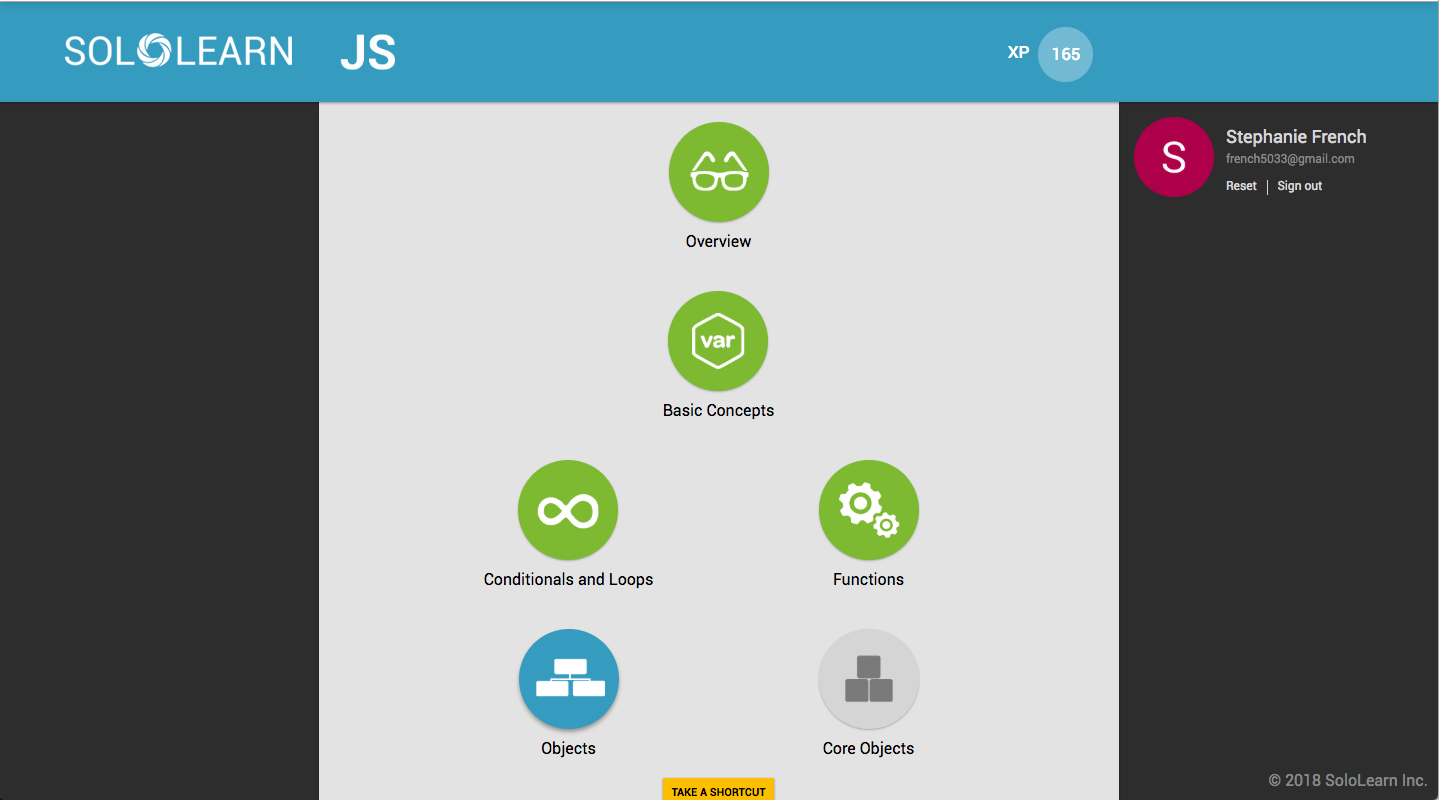 SOLOLEARN JS XP 165
S
Stephanie French
french5033@gmail.com
Reset | Sign out
Overview
var
Basic Concepts
Conditionals and Loops Functions
Objects Core Objects
TAKE A SHORTCUT
© 2018 SoloLearn Inc.